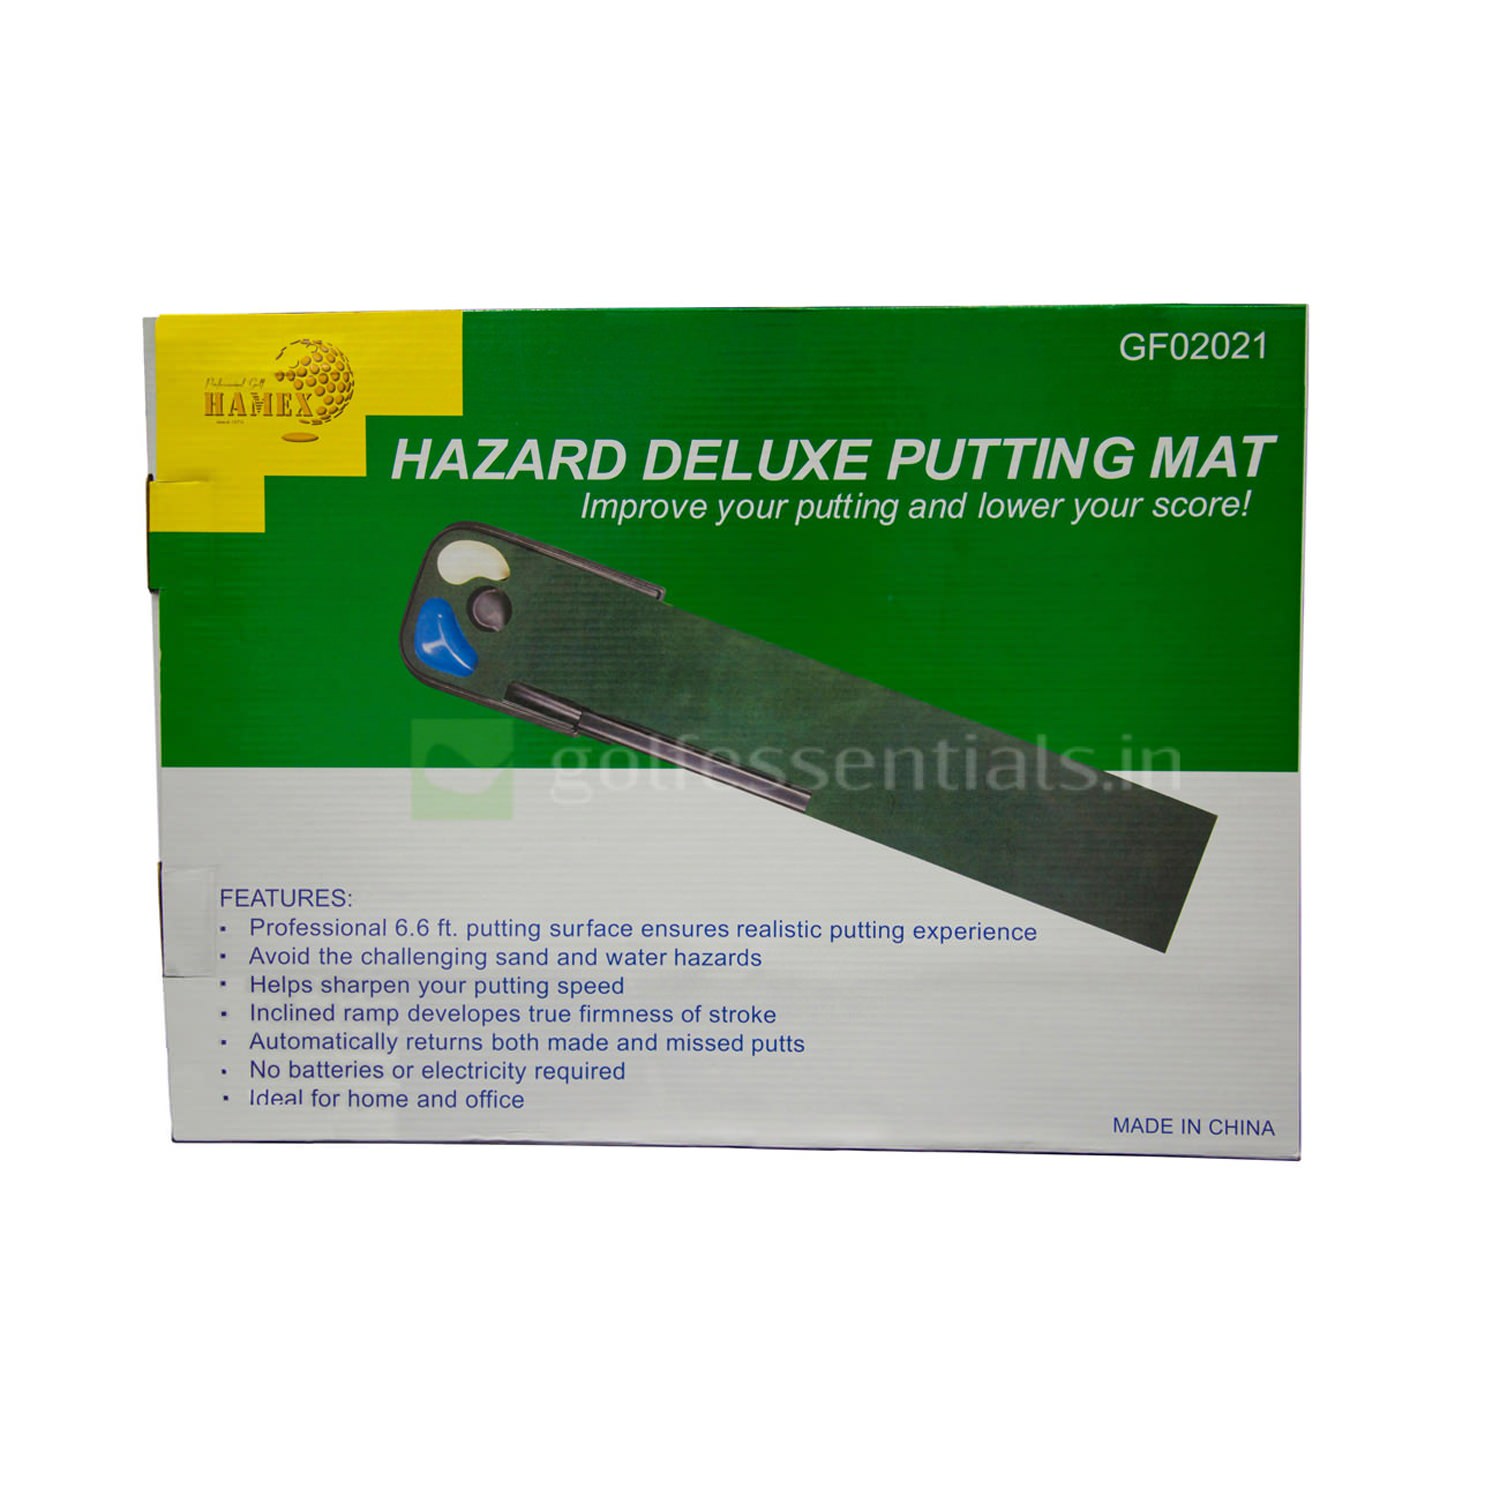 GF02021
Professional Golf
HAMEX
HAZARD DELUXE PUTTING MAT
Improve your putting and lower your score!
golfessentials.in
FEATURES:
▪ Professional 6.6 ft. putting surface ensures realistic putting experience
▪ Avoid the challenging sand and water hazards
▪ Helps sharpen your putting speed
▪ Inclined ramp developes true firmness of stroke
▪ Automatically returns both made and missed putts
▪ No batteries or electricity required
▪ Ideal for home and office
MADE IN CHINA